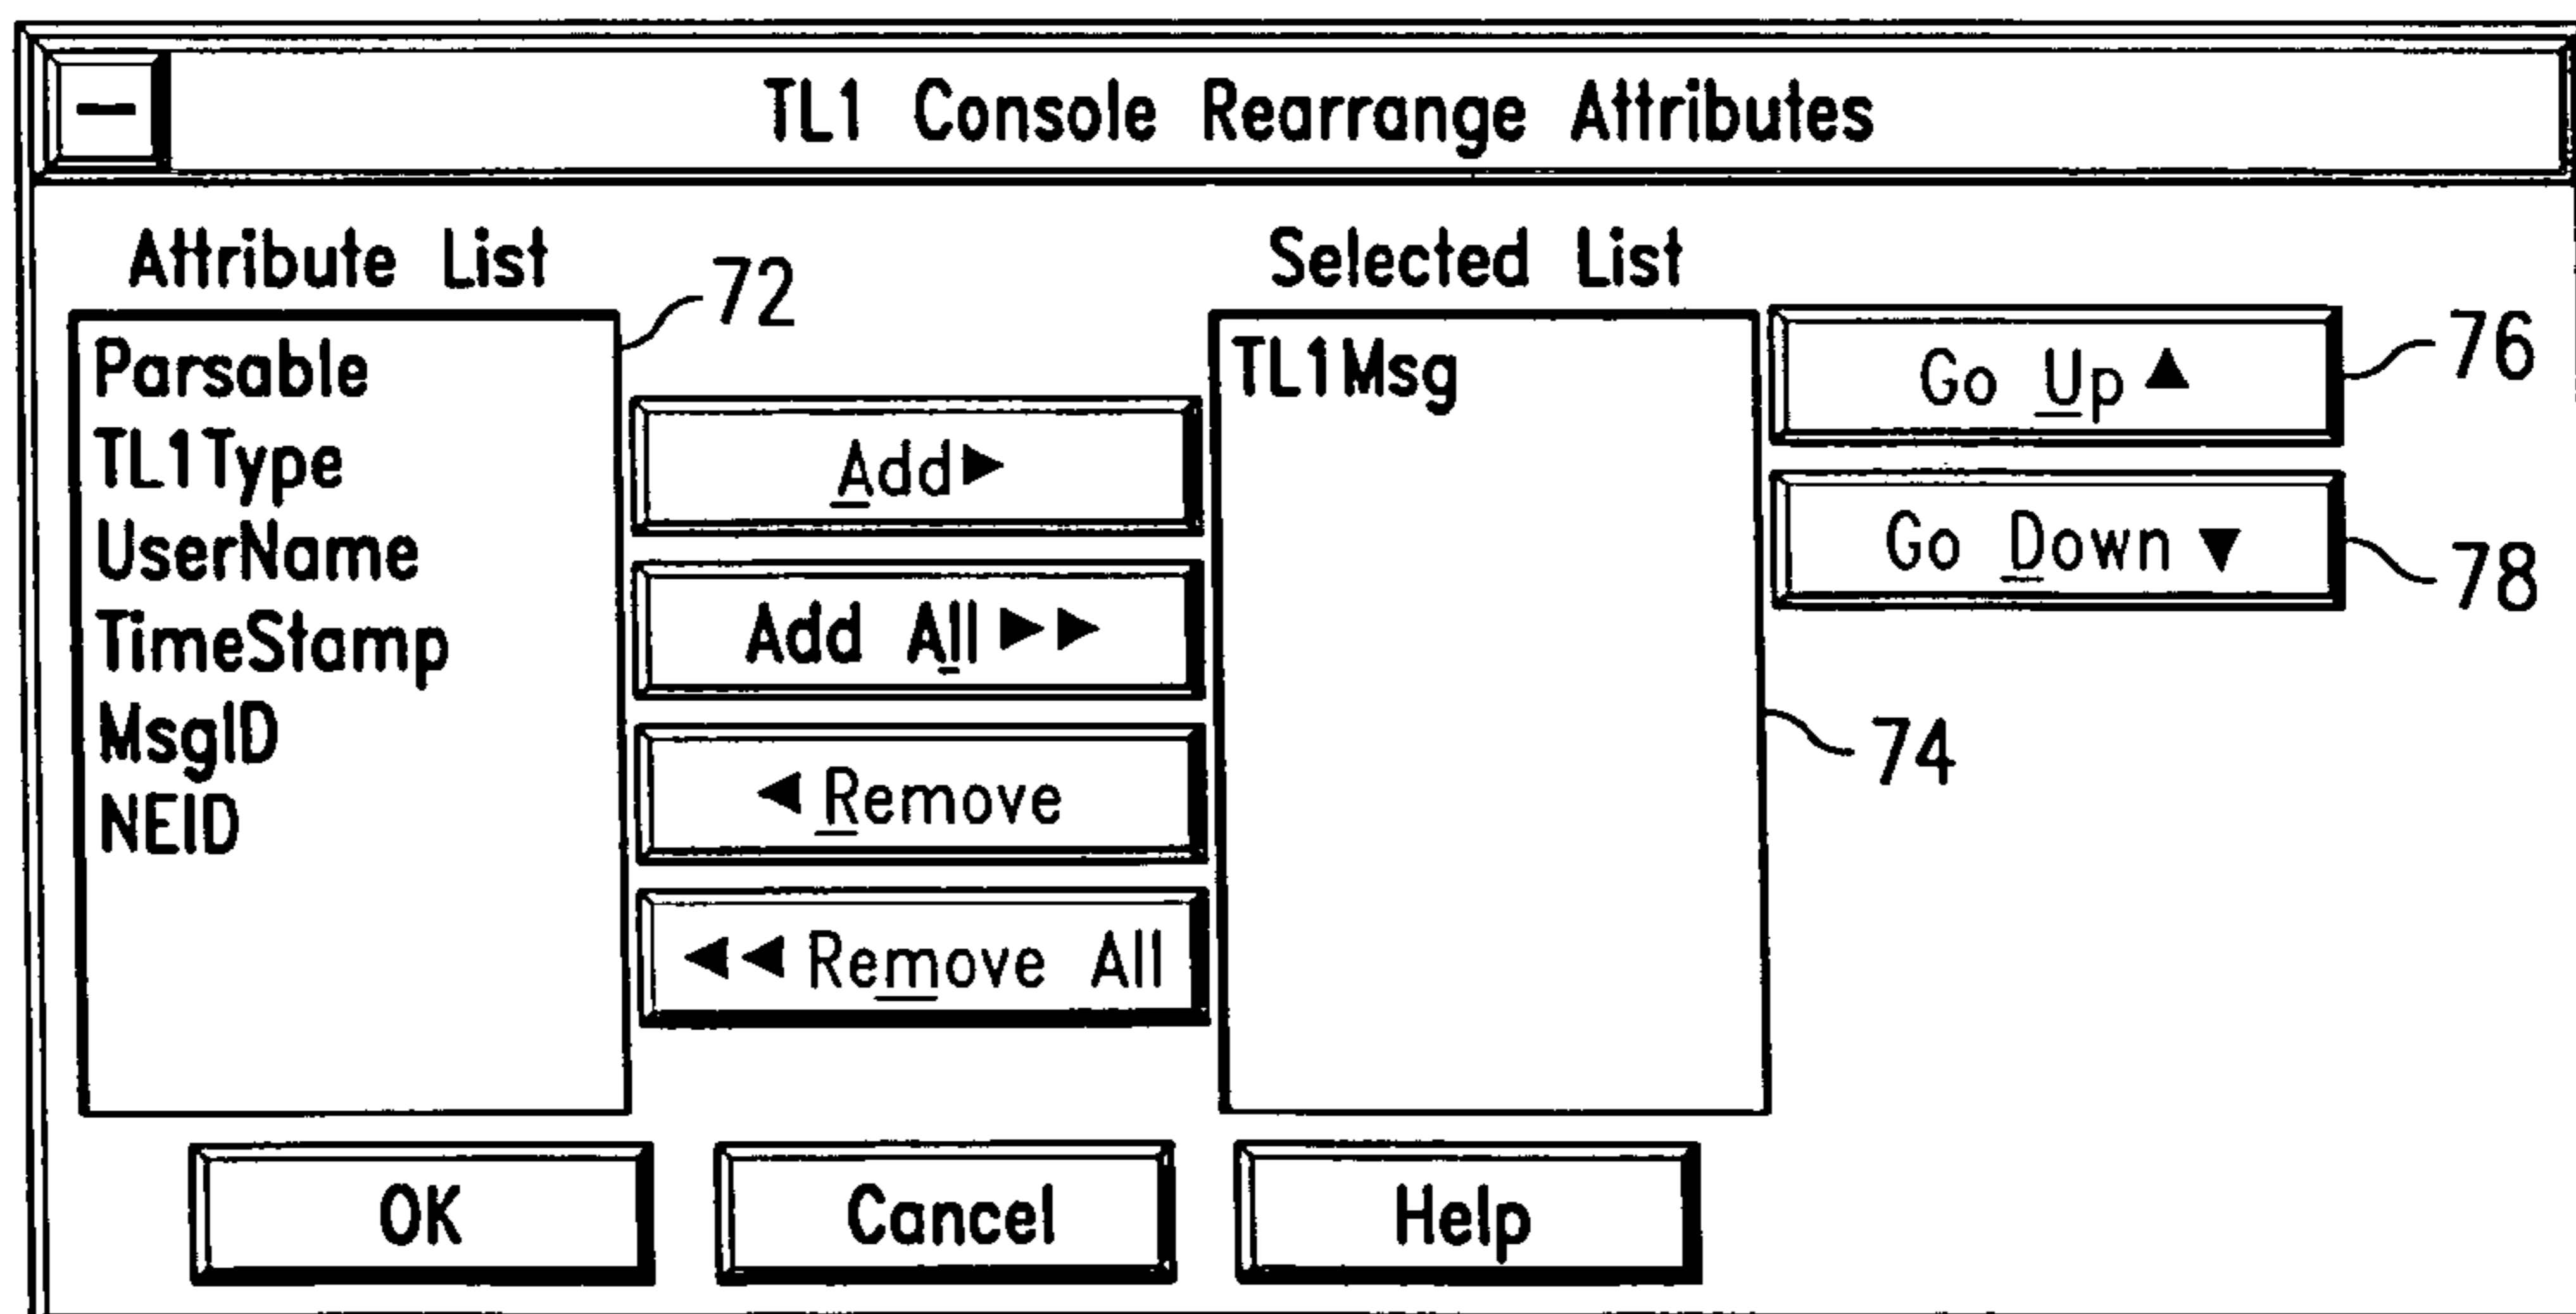 TL1 Console Rearrange Attributes
Attribute List
72
Parsable
TL1Type
UserName
TimeStamp
MsgID
NEID
Add
Add All
Remove
Remove All
Selected List
TL1Msg
74
Go Up
76
Go Down
78
OK
Cancel
Help